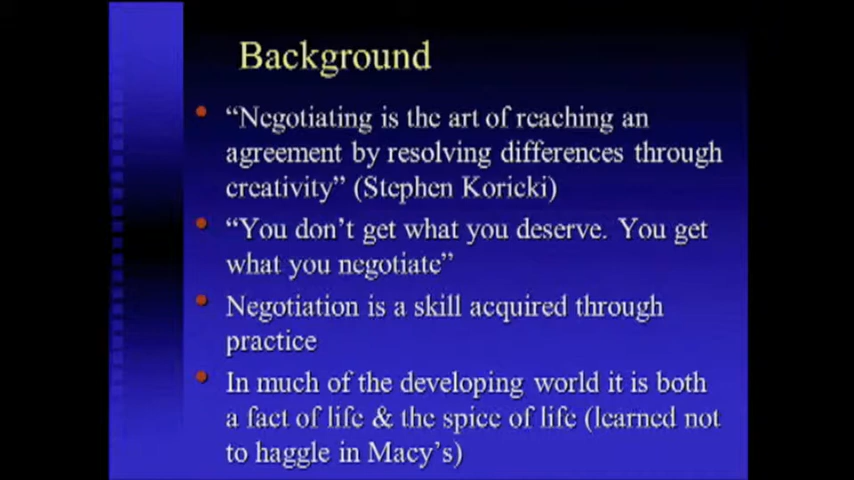 Background
“Negotiating is the art of reaching an
agreement by resolving differences through
creativity” (Stephen Koricki)
“You don’t get what you deserve. You get
what you negotiate”
Negotiation is a skill acquired through
practice
In much of the developing world it is both
a fact of life & the spice of life (learned not
to haggle in Macy’s)